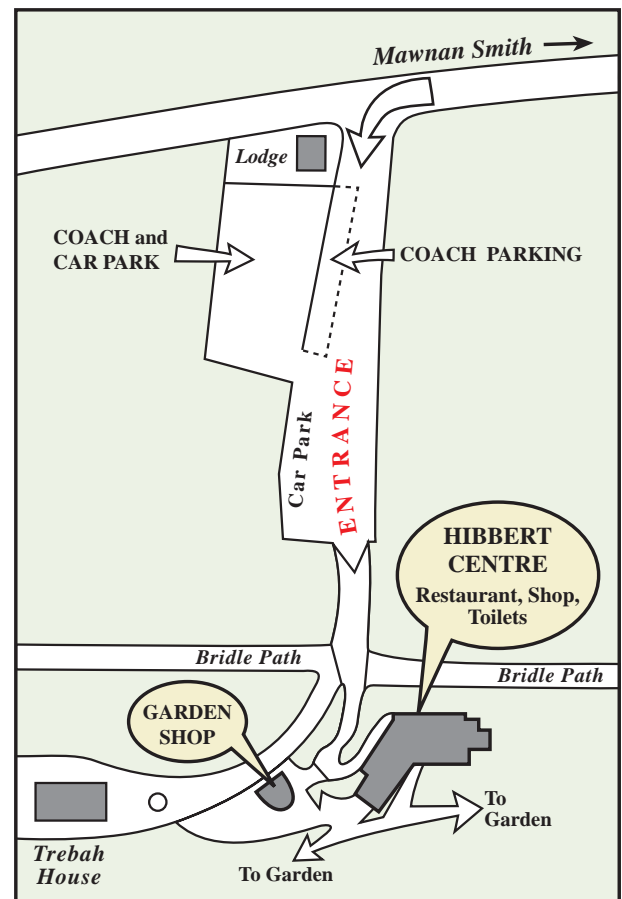 Mawnan Smith
Lodge
COACH and
CAR PARK
COACH PARKING
Car Park
ENTRANCE
HIBBERT
CENTRE
Restaurant, Shop,
Toilets
Bridle Path
Bridle Path
GARDEN
SHOP
To
Garden
Trebah
House
To Garden